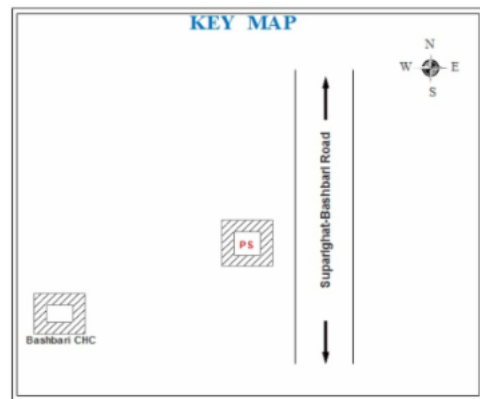 KEY MAP
N
W E
S
Suparighat-Bashbari Road
PS
Bashbari CHC